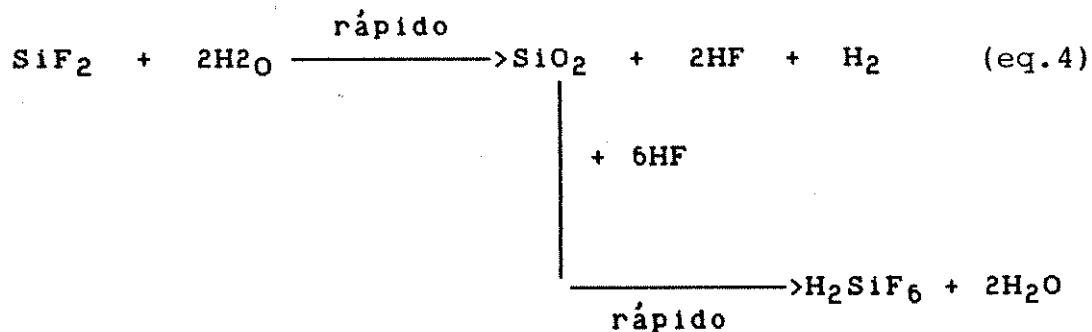 rápido
SiF2 + 2H2O ―――> SiO2 + 2HF + H2 (eq.4)
+ 6HF
―――> H2SiF6 + 2H2O
rápido